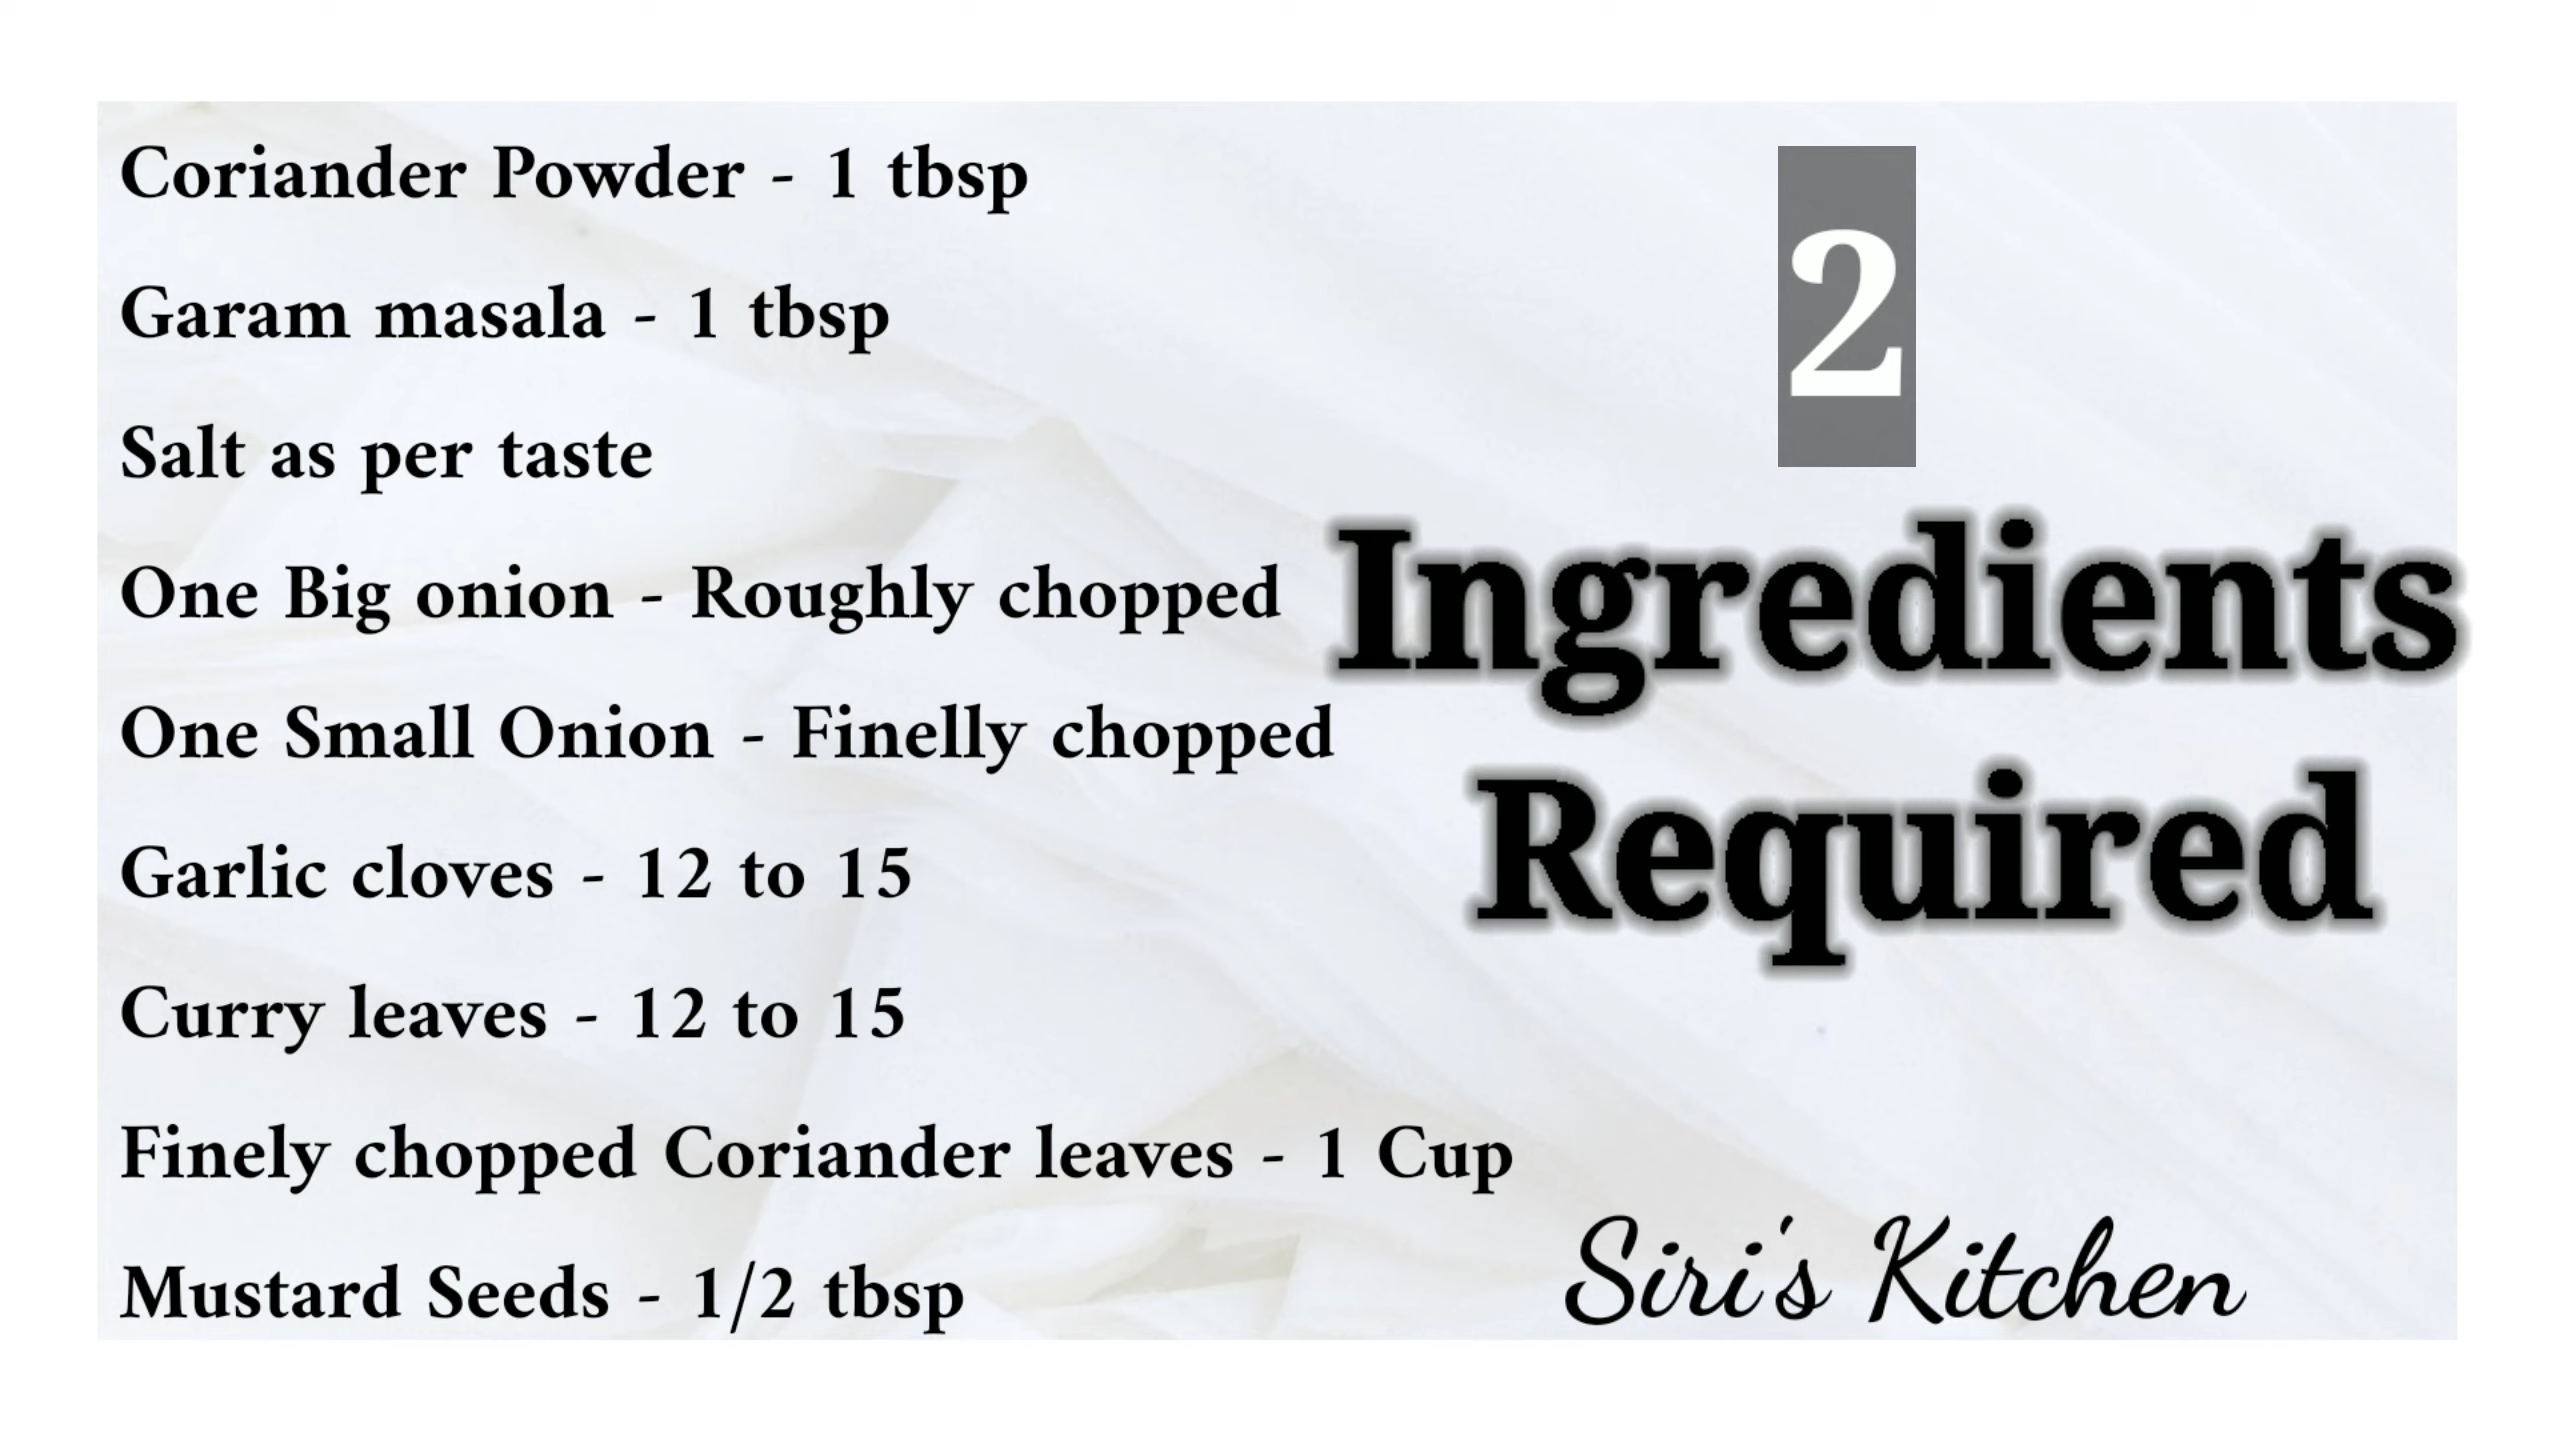 Coriander Powder - 1 tbsp
Garam masala - 1 tbsp
Salt as per taste
One Big onion - Roughly chopped
One Small Onion - Finelly chopped
Garlic cloves - 12 to 15
Curry leaves - 12 to 15
Finely chopped Coriander leaves - 1 Cup
Mustard Seeds - 1/2 tbsp
2
Ingredients
Required
Siri's Kitchen